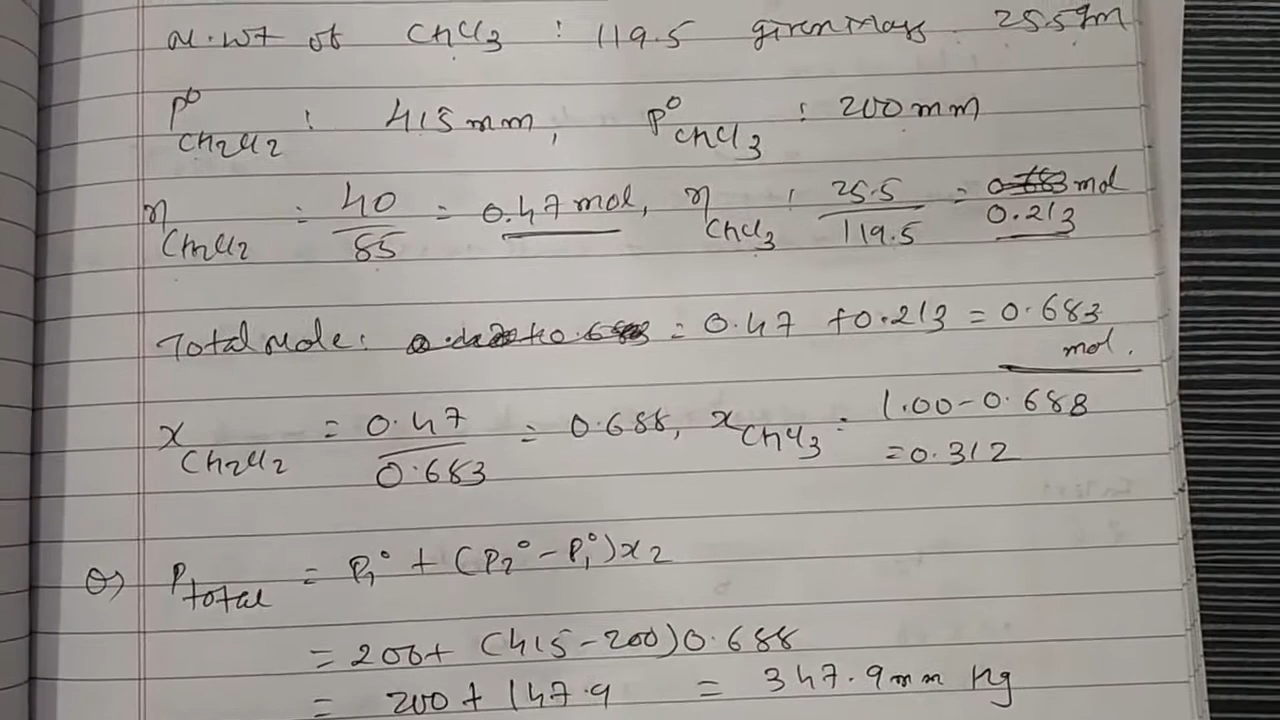 M.wt of CHCl3 : 119.5 given Mass 25.5gm
P° CH2Cl2 : 415 mm, P° CHCl3 : 200 mm
n CH2Cl2 = 40/85 = 0.47 mol, n CHCl3 : 25.5/119.5 = 0.213 mol
Total Mole: = 0.47 + 0.213 = 0.683 mol.
x CH2Cl2 = 0.47/0.683 = 0.688, x CHCl3 = 1.00-0.688
=0.312
P total = P1° + (P2° - P1°)x2
= 200+ (415-200)0.688
= 200 + 147.9 = 347.9 mm Hg